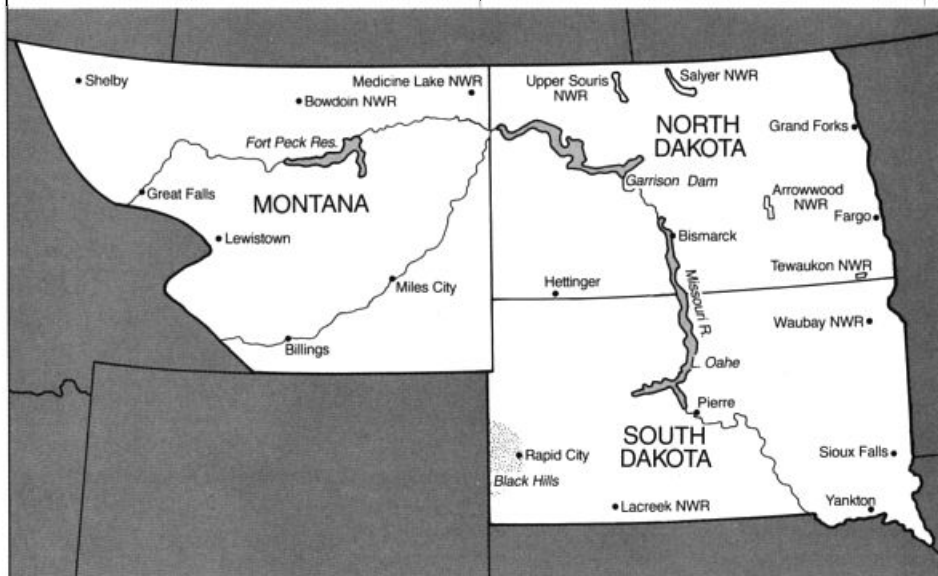 Shelby
Medicine Lake NWR
Bowdoin NWR
Fort Peck Res.
Great Falls
MONTANA
Lewistown
Miles City
Billings
Upper Souris
NWR
Salyer NWR
NORTH
DAKOTA
Grand Forks
Garrison Dam
Arrowwood
NWR
Fargo
Bismarck
Tewaukon NWR
Hettinger
Missouri R.
Waubay NWR
L. Oahe
Pierre
SOUTH
DAKOTA
Rapid City
Black Hills
Sioux Falls
Lacreek NWR
Yankton